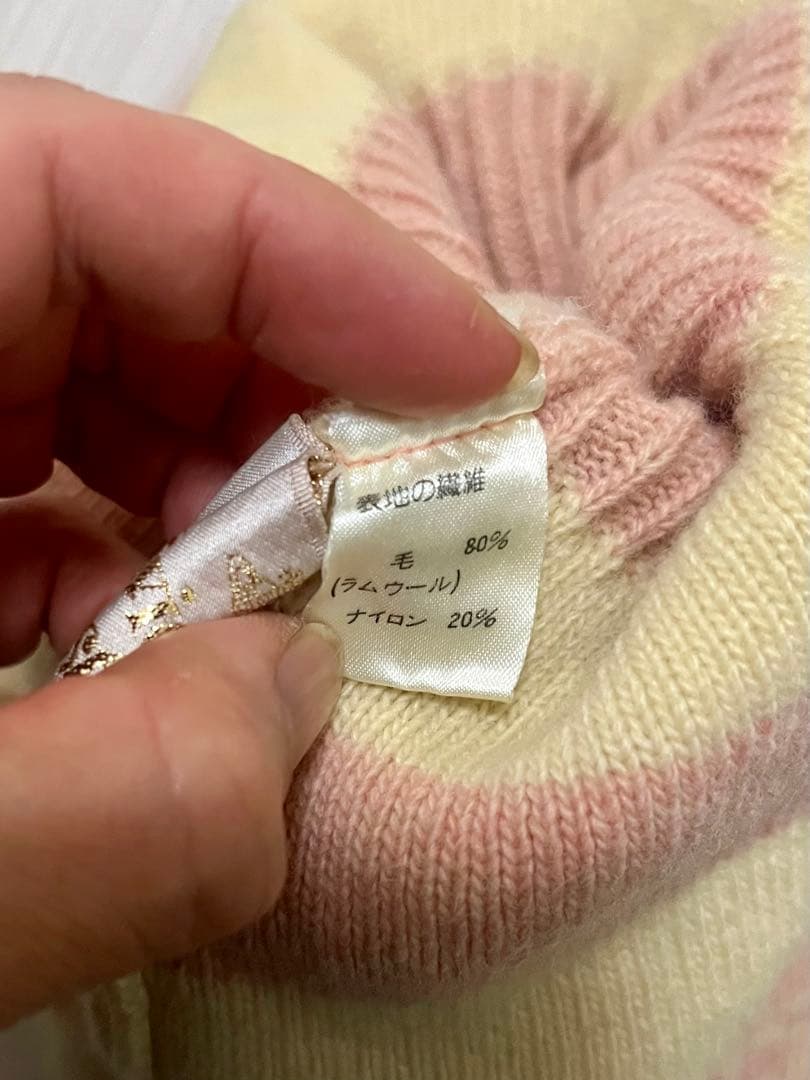 表地の繊維
毛 80%
(ラムウール)
ナイロン 20%